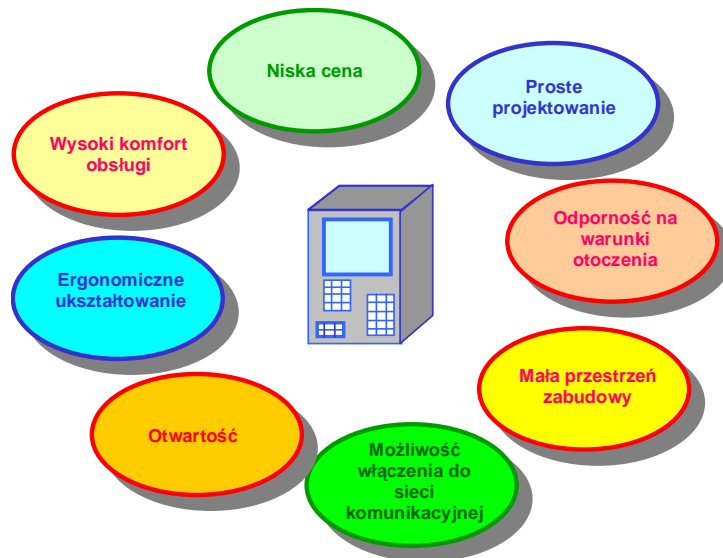 Niska cena
Proste
projektowanie
Wysoki komfort
obsługi
Odporność na
warunki
otoczenia
Ergonomiczne
ukształtowanie
Mała przestrzeń
zabudowy
Otwartość
Możliwość
włączenia do
sieci
komunikacyjnej